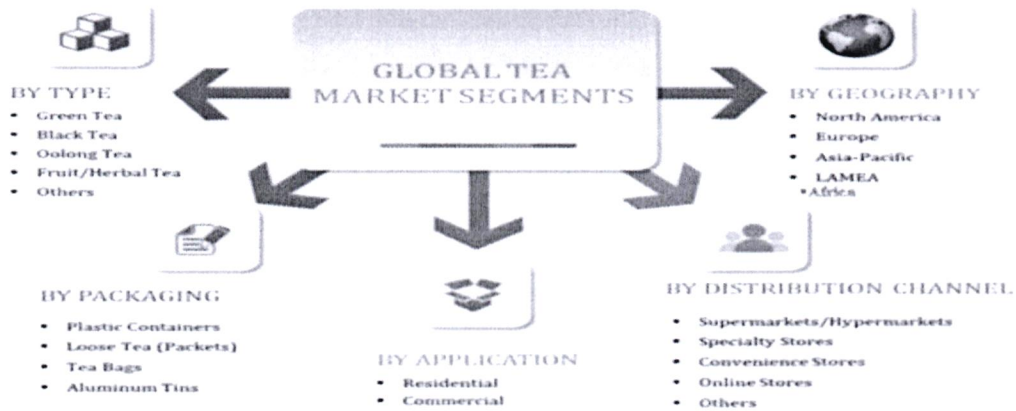 GLOBAL TEA
MARKET SEGMENTS
BY TYPE
• Green Tea
• Black Tea
• Oolong Tea
• Fruit/Herbal Tea
• Others
BY GEOGRAPHY
• North America
• Europe
• Asia-Pacific
• LAMEA
• Africa
BY PACKAGING
• Plastic Containers
• Loose Tea (Packets)
• Tea Bags
• Aluminum Tins
BY APPLICATION
• Residential
• Commercial
BY DISTRIBUTION CHANNEL
• Supermarkets/Hypermarkets
• Specialty Stores
• Convenience Stores
• Online Stores
• Others